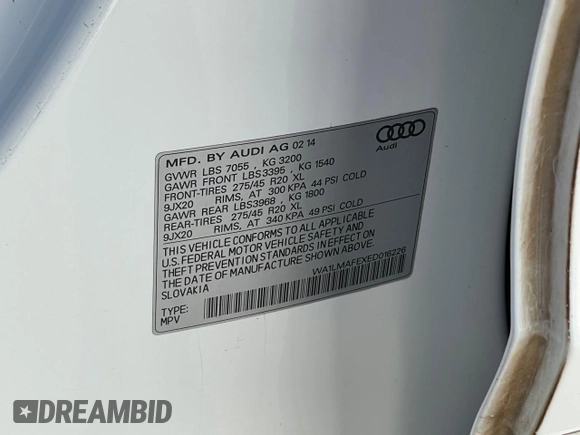 MFD. BY AUDI AG 02 14
GVWR LBS 7055 , KG 3200
GAWR FRONT LBS3395 , KG 1540
FRONT-TIRES 275/45 R20 XL
9JX20 RIMS, AT 300 KPA 44 PSI COLD
GAWR REAR LBS3968 , KG 1800
REAR-TIRES 275/45 R20 XL
9JX20 RIMS, AT 340 KPA 49 PSI COLD
THIS VEHICLE CONFORMS TO ALL APPLICABLE
U.S. FEDERAL MOTOR VEHICLE SAFETY AND
THEFT PREVENTION STANDARDS IN EFFECT ON
THE DATE OF MANUFACTURE SHOWN ABOVE.
SLOVAKIA
WA1LMAFEXED016226
TYPE:
MPV
Audi
DREAMBID